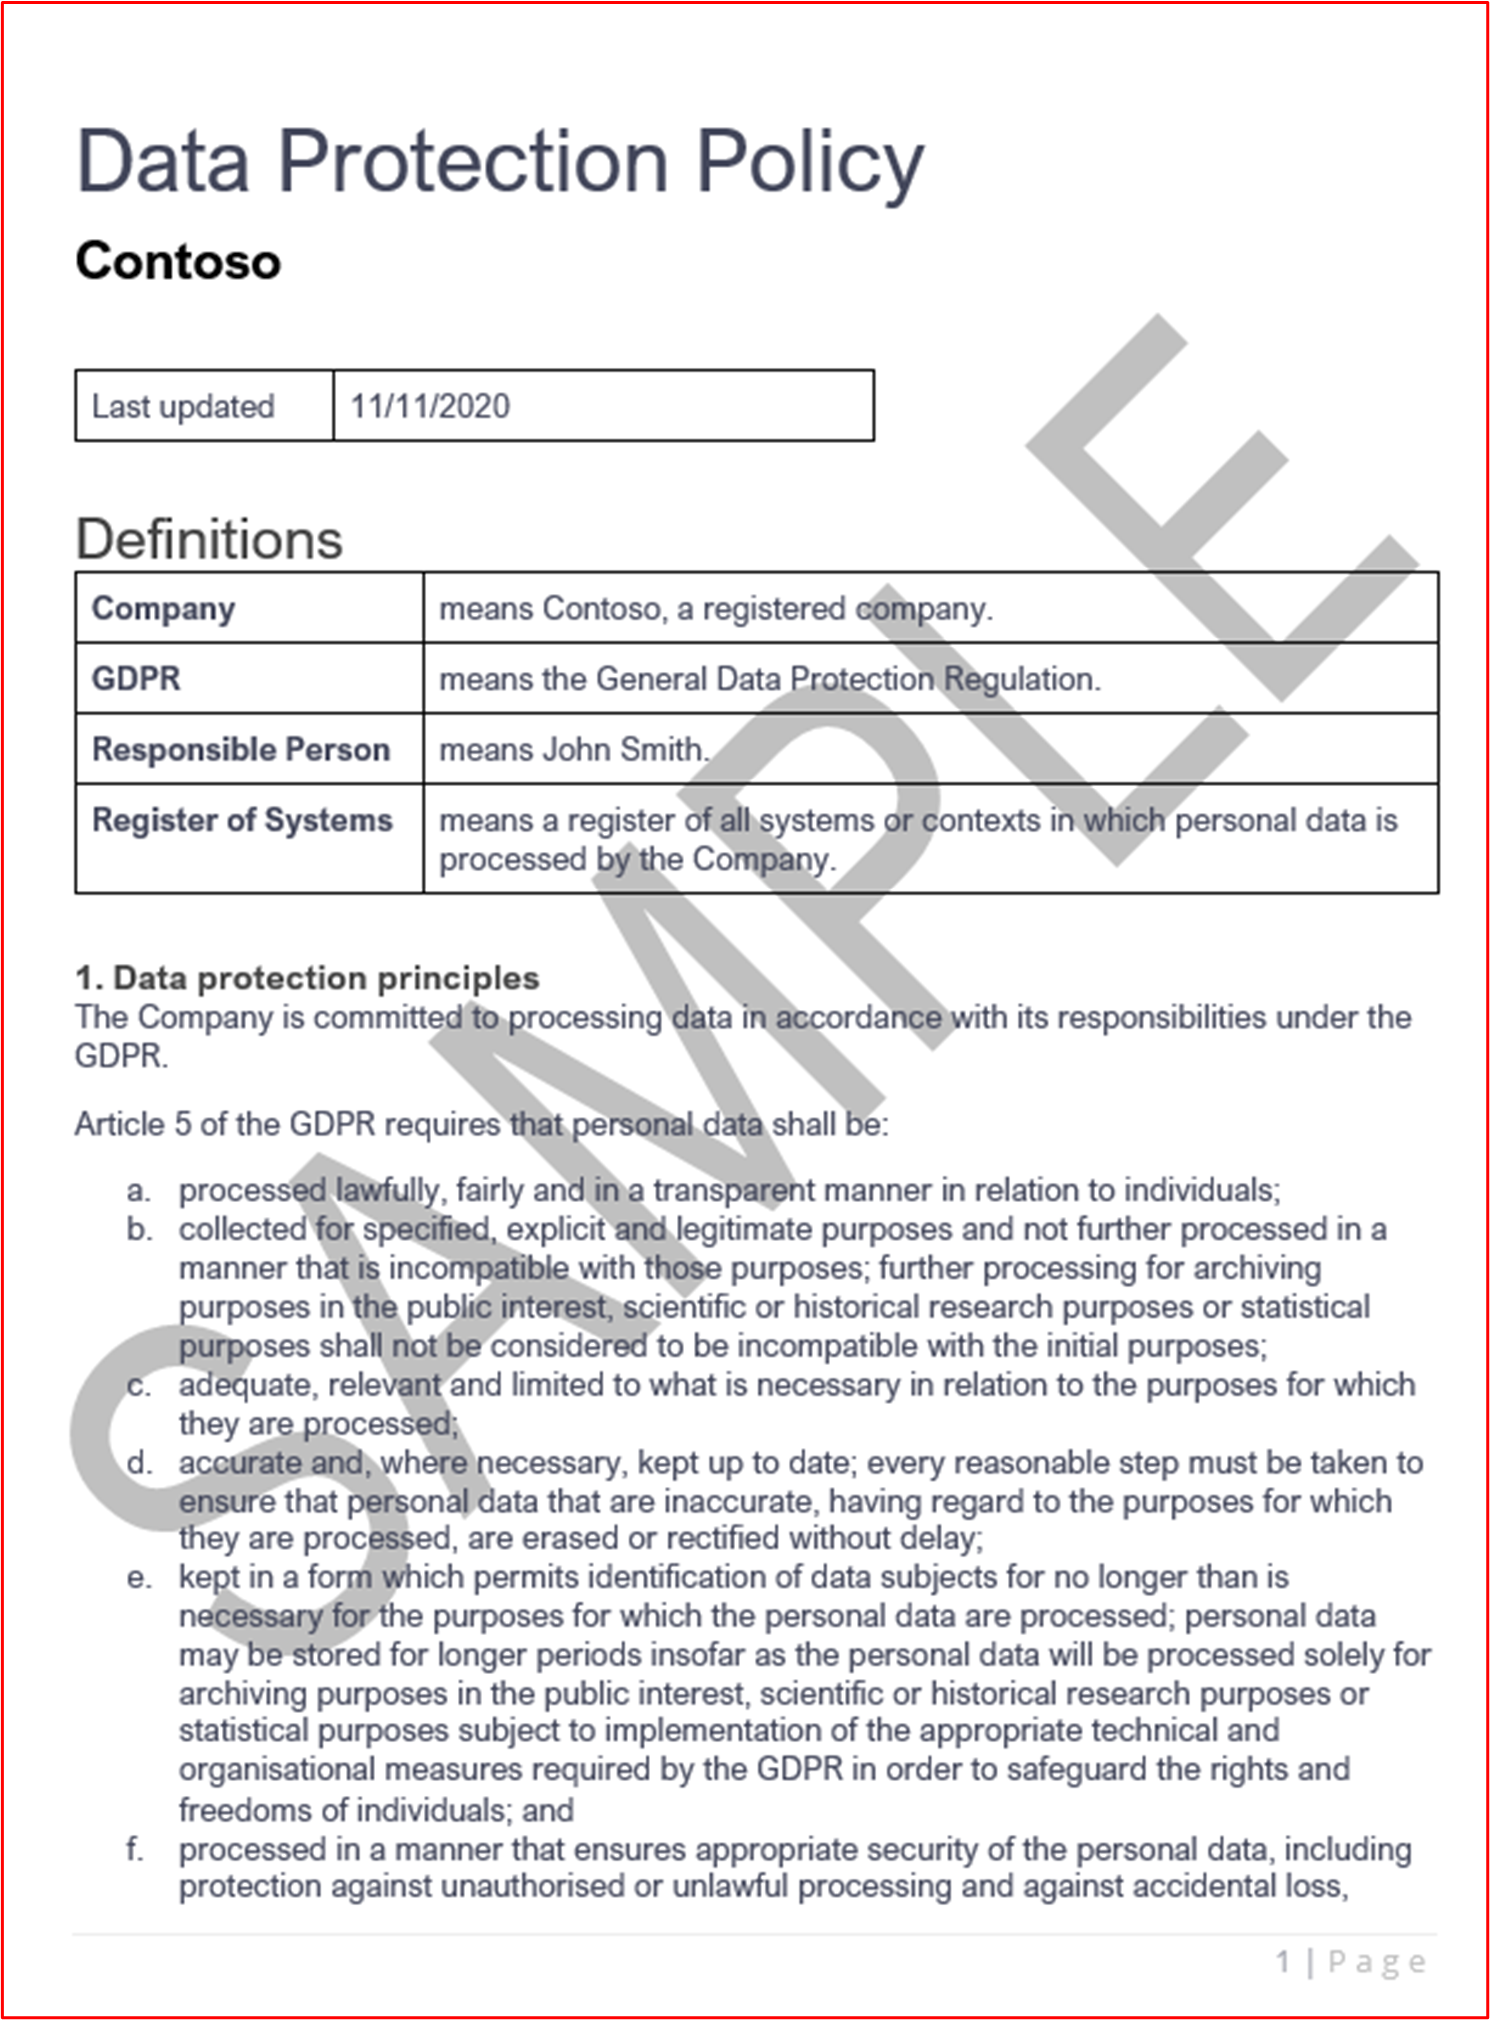 Data Protection Policy
Contoso
Last updated 11/11/2020
Definitions
Company means Contoso, a registered company.
GDPR means the General Data Protection Regulation.
Responsible Person means John Smith.
Register of Systems means a register of all systems or contexts in which personal data is
processed by the Company.
1. Data protection principles
The Company is committed to processing data in accordance with its responsibilities under the
GDPR.
Article 5 of the GDPR requires that personal data shall be:
a. processed lawfully, fairly and in a transparent manner in relation to individuals;
b. collected for specified, explicit and legitimate purposes and not further processed in a
manner that is incompatible with those purposes; further processing for archiving
purposes in the public interest, scientific or historical research purposes or statistical
purposes shall not be considered to be incompatible with the initial purposes;
c. adequate, relevant and limited to what is necessary in relation to the purposes for which
they are processed;
d. accurate and, where necessary, kept up to date; every reasonable step must be taken to
ensure that personal data that are inaccurate, having regard to the purposes for which
they are processed, are erased or rectified without delay;
e. kept in a form which permits identification of data subjects for no longer than is
necessary for the purposes for which the personal data are processed; personal data
may be stored for longer periods insofar as the personal data will be processed solely for
archiving purposes in the public interest, scientific or historical research purposes or
statistical purposes subject to implementation of the appropriate technical and
organisational measures required by the GDPR in order to safeguard the rights and
freedoms of individuals; and
f. processed in a manner that ensures appropriate security of the personal data, including
protection against unauthorised or unlawful processing and against accidental loss,
1 | Page
SAMPLE